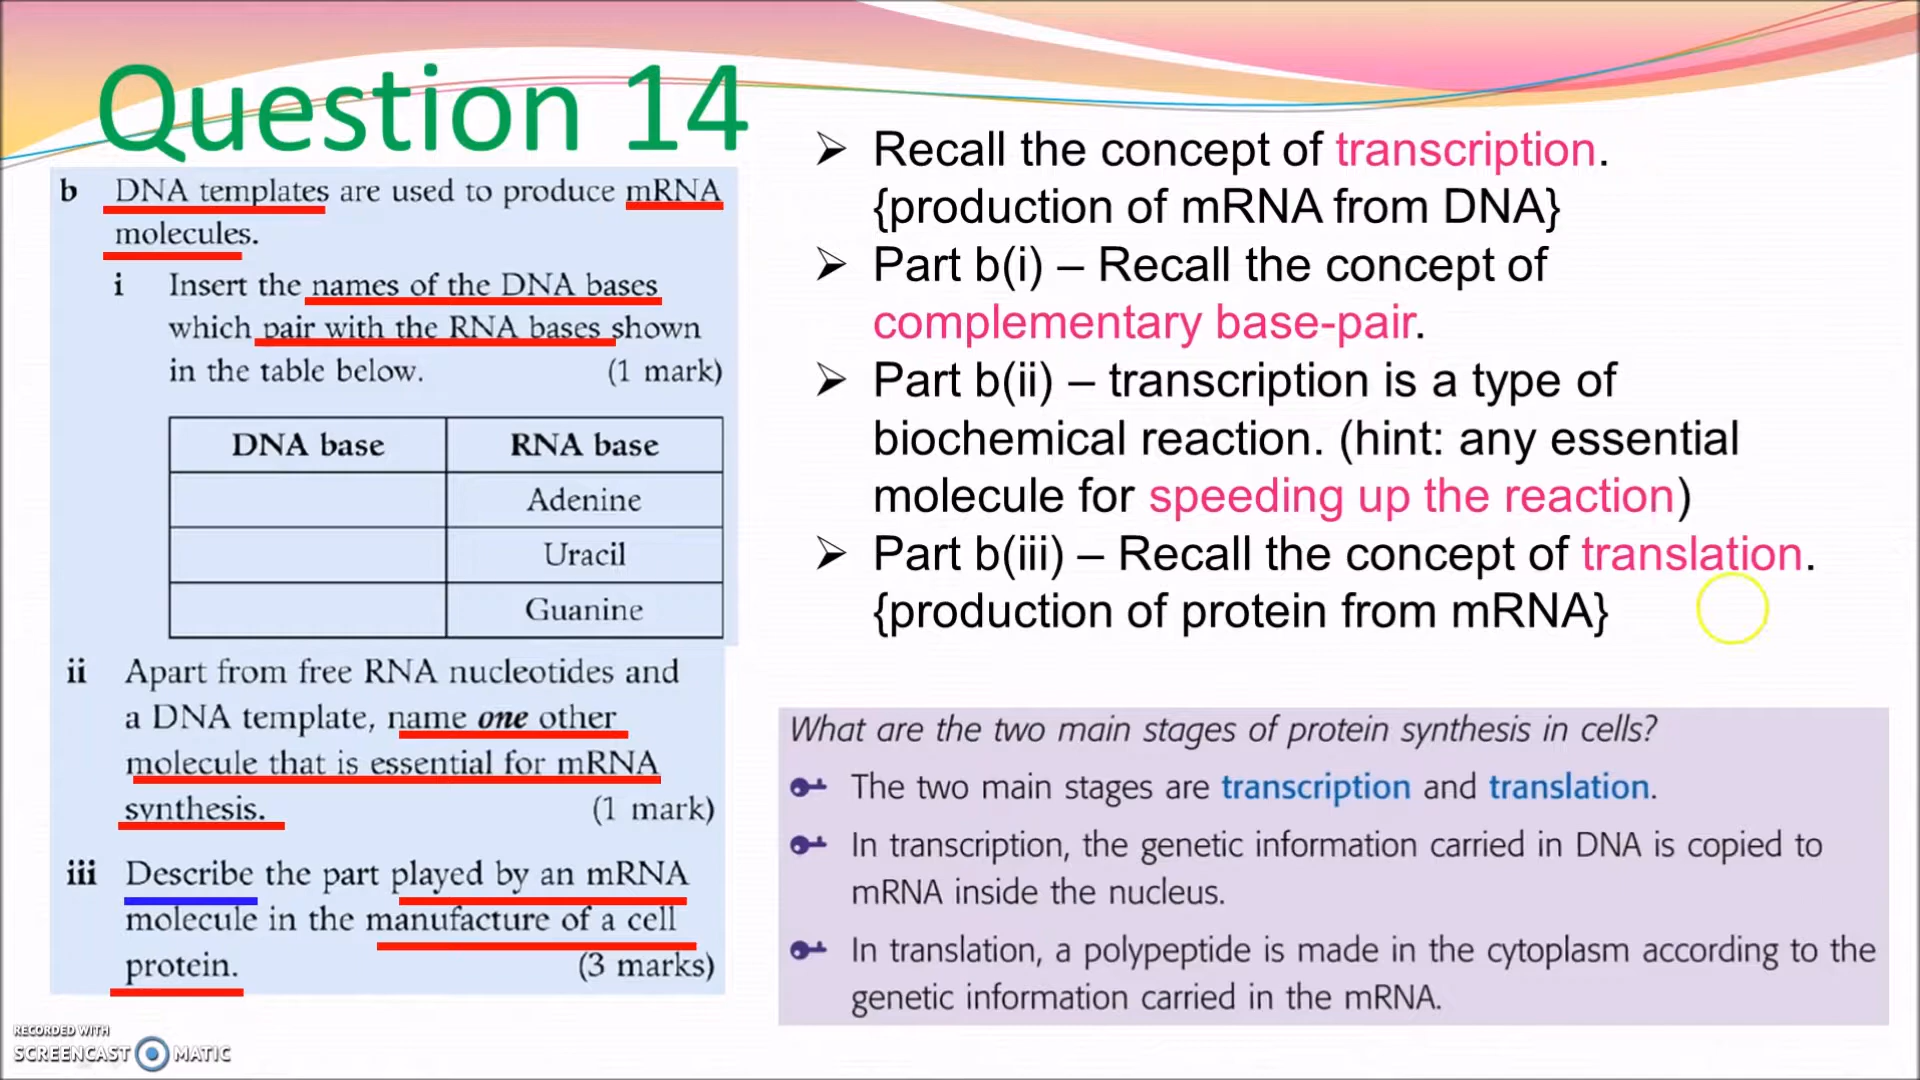 Question 14
b DNA templates are used to produce mRNA
molecules.
i Insert the names of the DNA bases
which pair with the RNA bases shown
in the table below. (1 mark)
DNA base RNA base
Adenine
Uracil
Guanine
ii Apart from free RNA nucleotides and
a DNA template, name one other
molecule that is essential for mRNA
synthesis. (1 mark)
iii Describe the part played by an mRNA
molecule in the manufacture of a cell
protein. (3 marks)
➢ Recall the concept of transcription.
{production of mRNA from DNA}
➢ Part b(i) – Recall the concept of
complementary base-pair.
➢ Part b(ii) – transcription is a type of
biochemical reaction. (hint: any essential
molecule for speeding up the reaction)
➢ Part b(iii) – Recall the concept of translation.
{production of protein from mRNA}
What are the two main stages of protein synthesis in cells?
The two main stages are transcription and translation.
In transcription, the genetic information carried in DNA is copied to
mRNA inside the nucleus.
In translation, a polypeptide is made in the cytoplasm according to the
genetic information carried in the mRNA.
RECORDED WITH
SCREENCAST MATIC